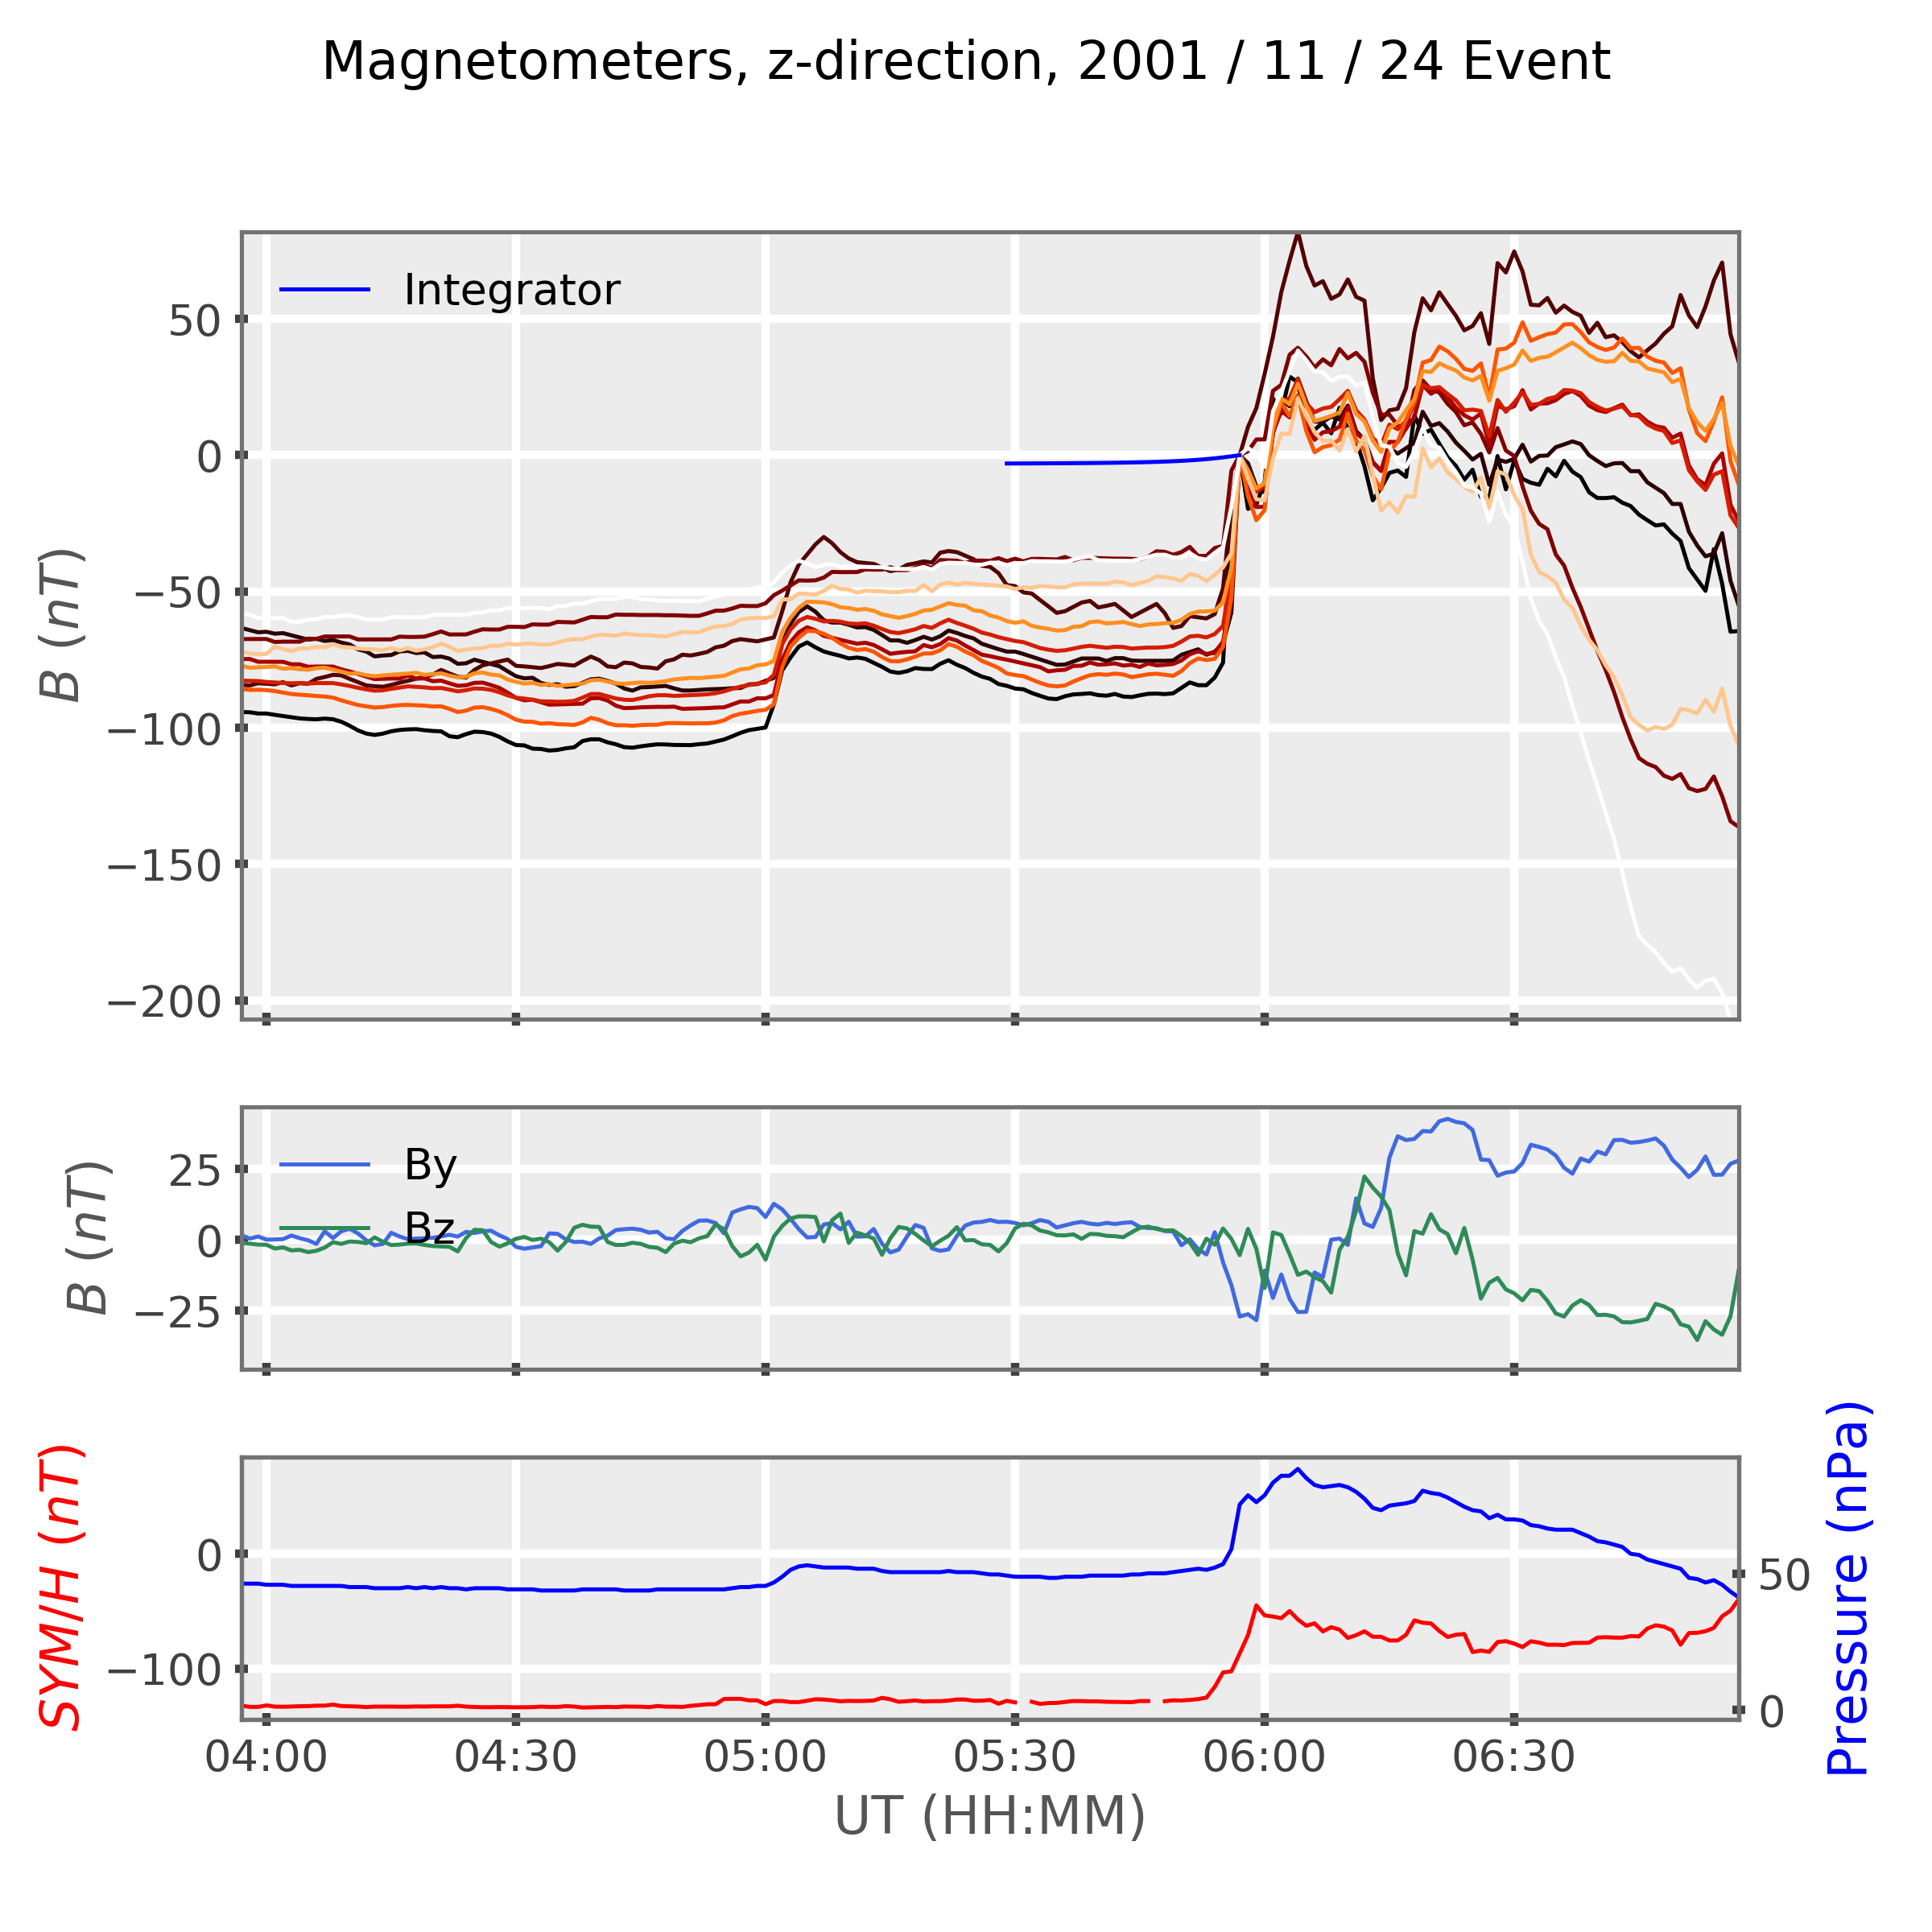 Magnetometers, z-direction, 2001 / 11 / 24 Event
B (nT)
50
0
−50
−100
−150
−200
Integrator
B (nT)
25
0
−25
By
Bz
SYM/H (nT)
0
−100
50
0
Pressure (nPa)
04:00 04:30 05:00 05:30 06:00 06:30
UT (HH:MM)